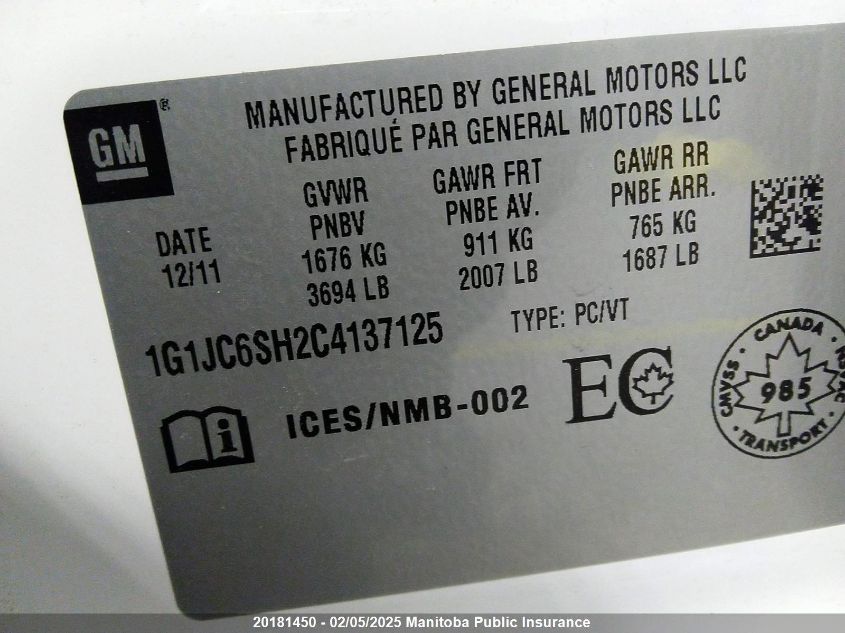 MANUFACTURED BY GENERAL MOTORS LLC
FABRIQUÉ PAR GENERAL MOTORS LLC
GM ®
DATE
12/11
GVWR
PNBV
1676 KG
3694 LB
GAWR FRT
PNBE AV.
911 KG
2007 LB
GAWR RR
PNBE ARR.
765 KG
1687 LB
1G1JC6SH2C4137125
TYPE: PC/VT
i
ICES/NMB-002
EC
CANADA
CMVSS
985
NSVAC
TRANSPORT
20181450 - 02/05/2025 Manitoba Public Insurance